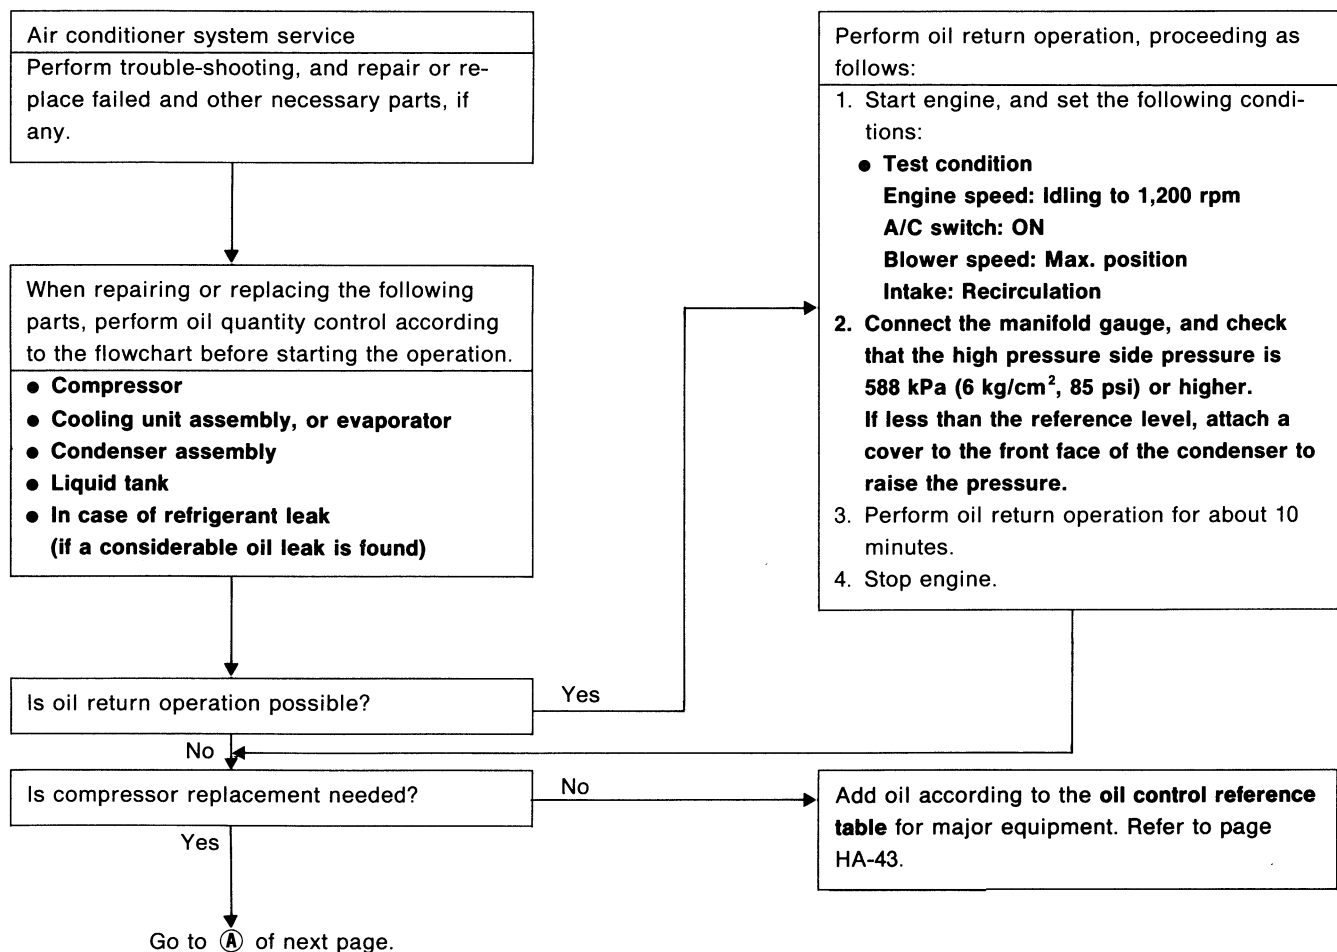 Air conditioner system service
Perform trouble-shooting, and repair or re-
place failed and other necessary parts, if
any.
When repairing or replacing the following
parts, perform oil quantity control according
to the flowchart before starting the operation.
● Compressor
● Cooling unit assembly, or evaporator
● Condenser assembly
● Liquid tank
● In case of refrigerant leak
(if a considerable oil leak is found)
Is oil return operation possible?
Yes
No
Perform oil return operation, proceeding as
follows:
1. Start engine, and set the following condi-
tions:
● Test condition
Engine speed: Idling to 1,200 rpm
A/C switch: ON
Blower speed: Max. position
Intake: Recirculation
2. Connect the manifold gauge, and check
that the high pressure side pressure is
588 kPa (6 kg/cm², 85 psi) or higher.
If less than the reference level, attach a
cover to the front face of the condenser to
raise the pressure.
3. Perform oil return operation for about 10
minutes.
4. Stop engine.
Is compressor replacement needed?
No
Yes
Add oil according to the oil control reference
table for major equipment. Refer to page
HA-43.
Go to Ⓐ of next page.